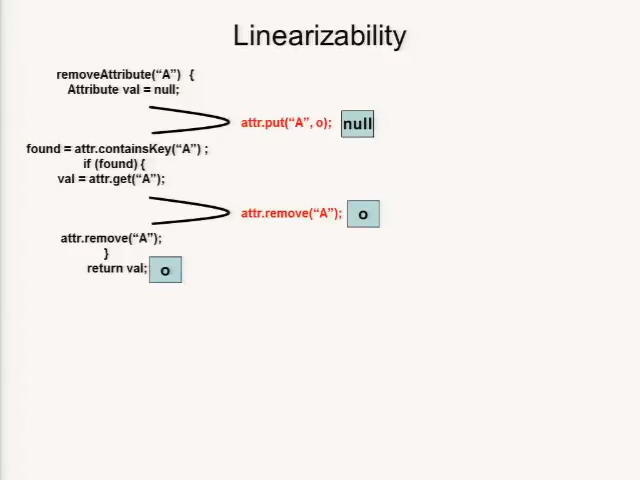 Linearizability
removeAttribute(“A”) {
Attribute val = null;
attr.put(“A”, o); null
found = attr.containsKey(“A”) ;
if (found) {
val = attr.get(“A”);
attr.remove(“A”); o
attr.remove(“A”);
}
return val; o